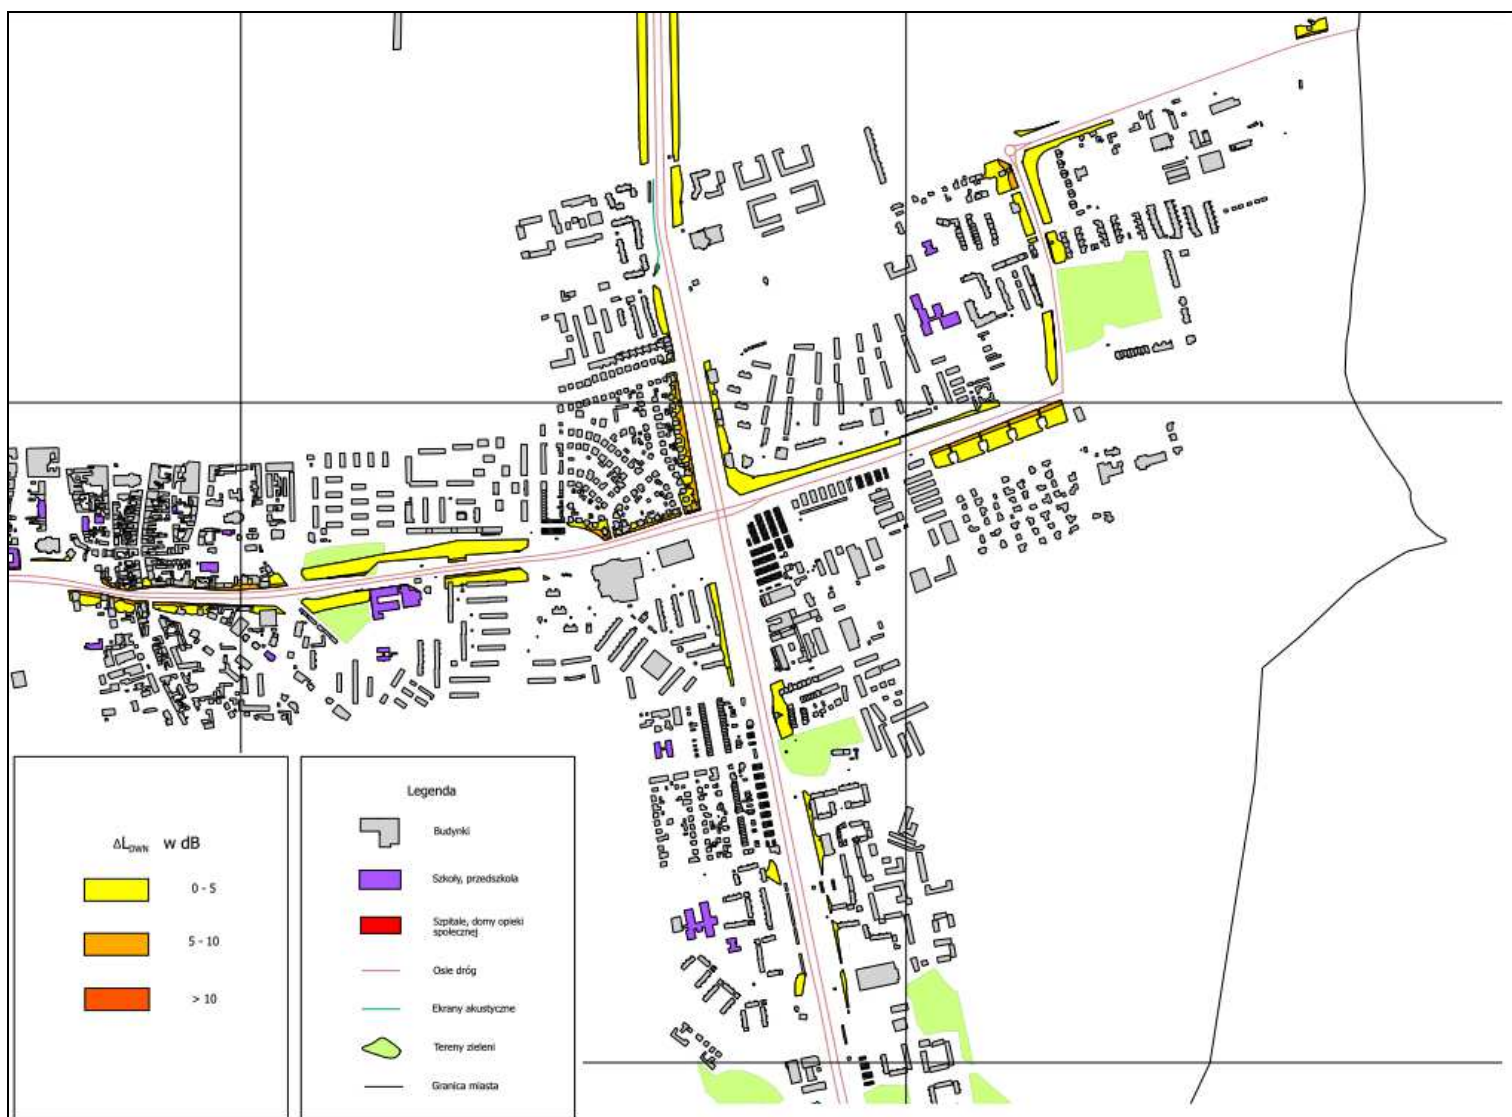 ΔLDWN w dB
0 - 5
5 - 10
> 10
Legenda
Budynki
Szkoły, przedszkola
Szpitale, domy opieki
społecznej
Osie dróg
Ekrany akustyczne
Tereny zieleni
Granica miasta